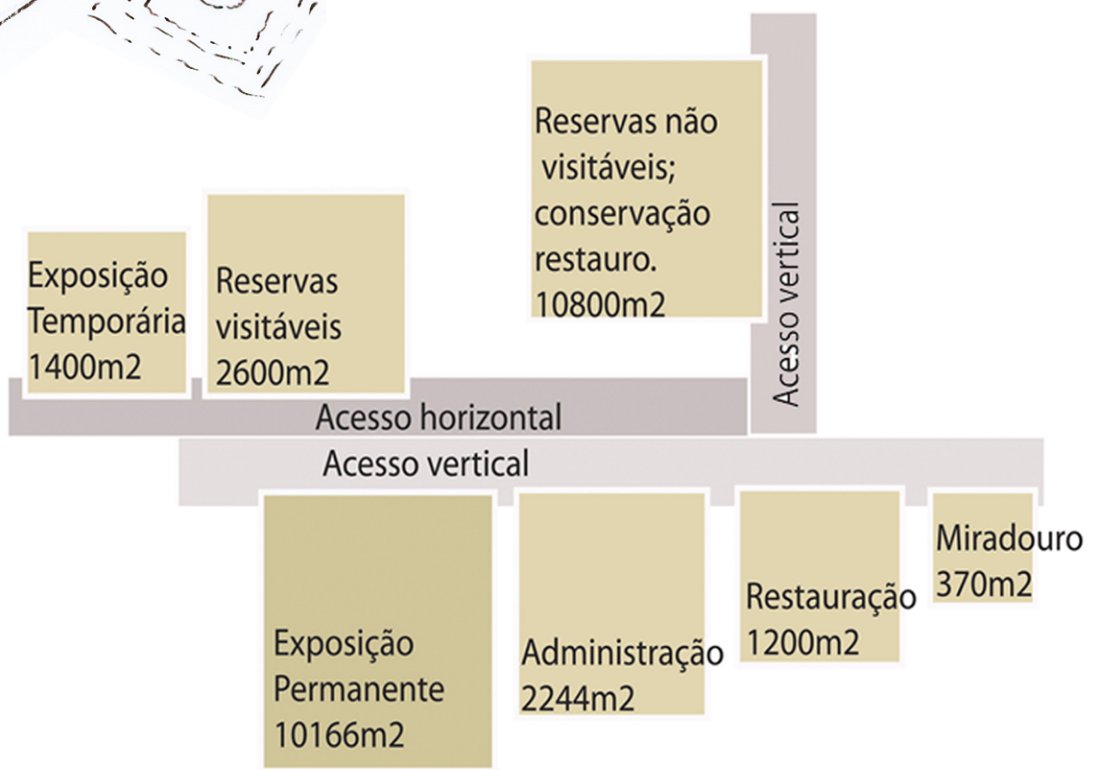 Reservas não
visitáveis;
conservação
restauro.
10800m2
Acesso vertical
Exposição
Temporária
1400m2
Reservas
visitáveis
2600m2
Acesso horizontal
Acesso vertical
Exposição
Permanente
10166m2
Administração
2244m2
Restauração
1200m2
Miradouro
370m2